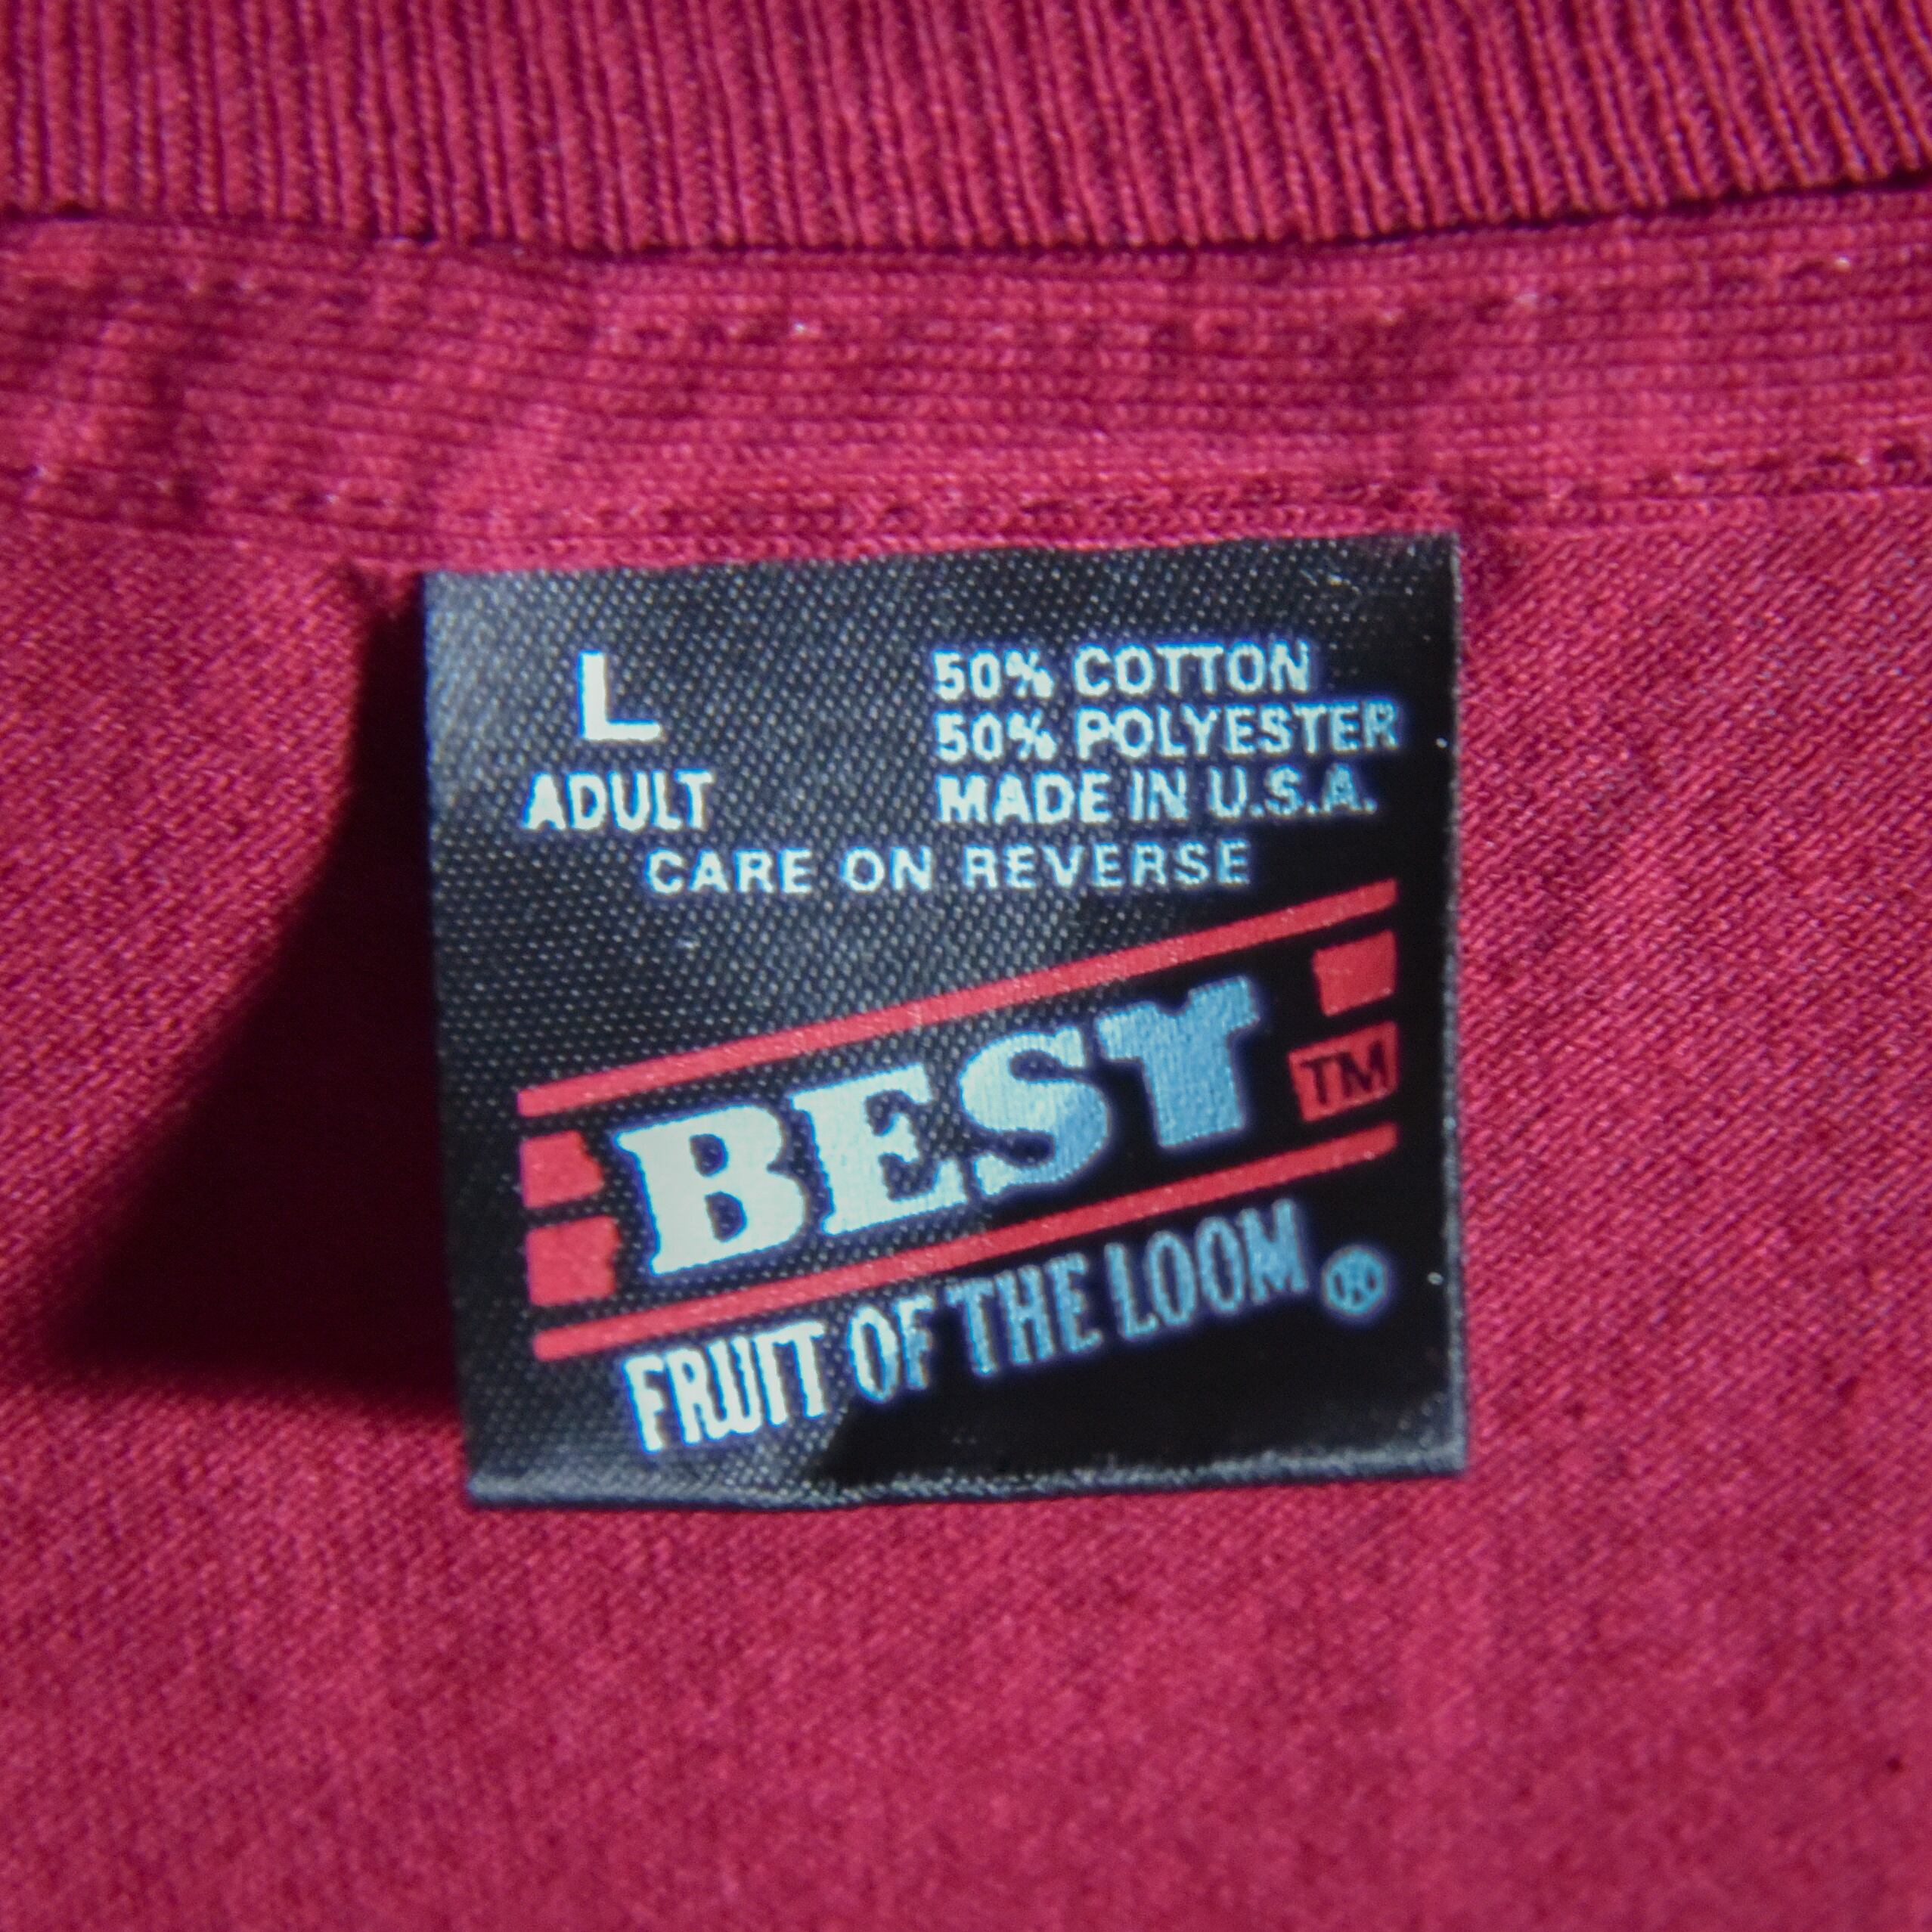 L
ADULT
50% COTTON
50% POLYESTER
MADE IN U.S.A.
CARE ON REVERSE
BEST
TM
FRUIT OF THE LOOM ®